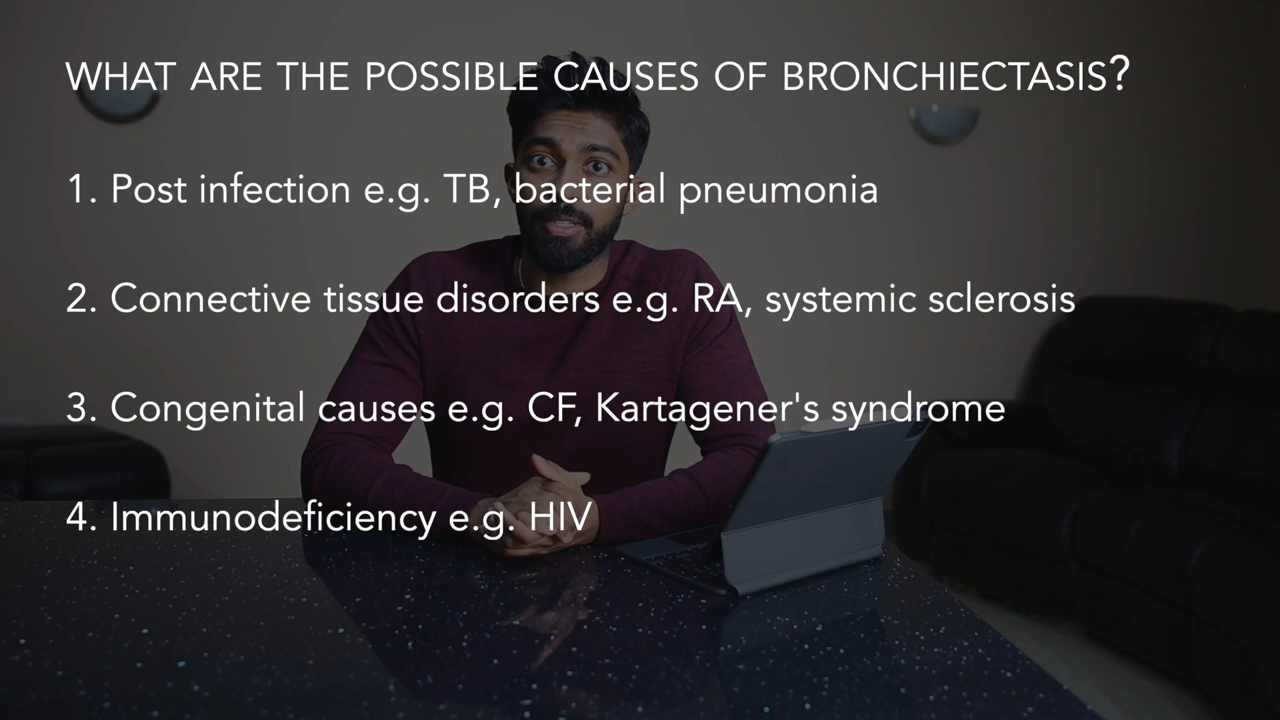 WHAT ARE THE POSSIBLE CAUSES OF BRONCHIECTASIS?
1. Post infection e.g. TB, bacterial pneumonia
2. Connective tissue disorders e.g. RA, systemic sclerosis
3. Congenital causes e.g. CF, Kartagener's syndrome
4. Immunodeficiency e.g. HIV